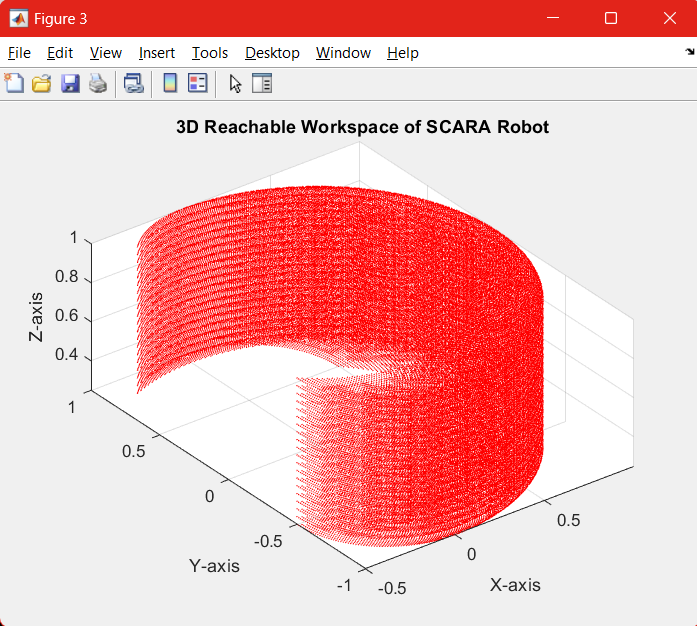 Figure 3
File Edit View Insert Tools Desktop Window Help
3D Reachable Workspace of SCARA Robot
1
0.8
0.6
0.4
Z-axis
1
0.5
0
-0.5
-1
Y-axis
-0.5
0
0.5
X-axis